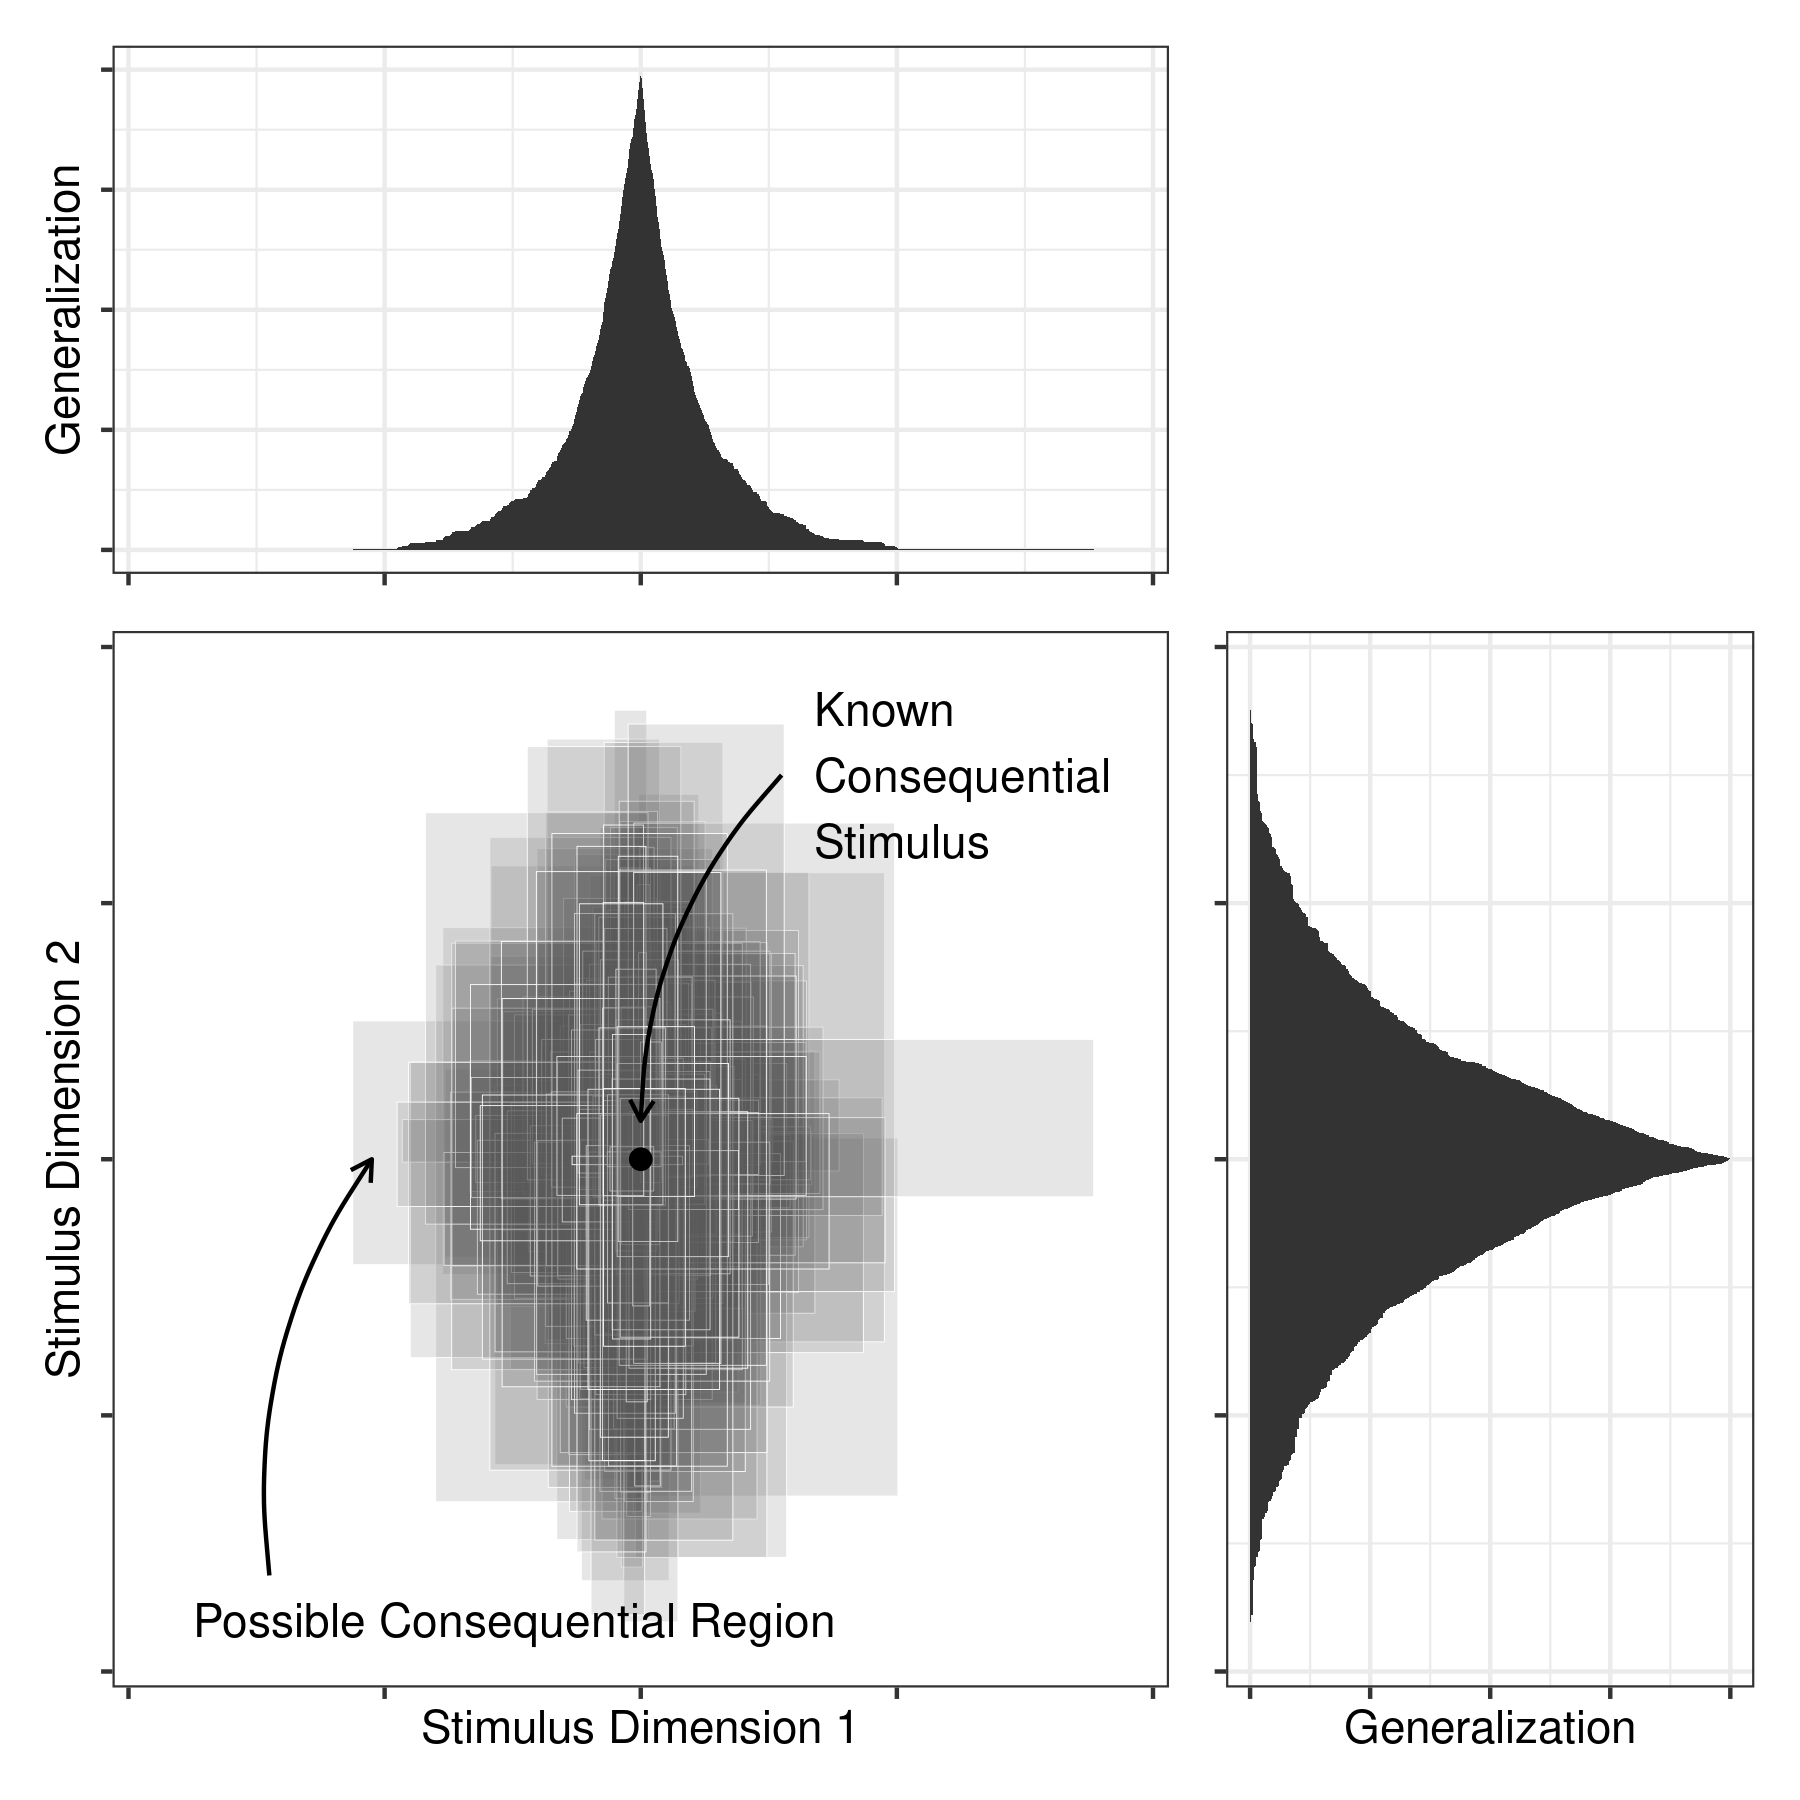 Generalization
Known
Consequential
Stimulus
Stimulus Dimension 2
Possible Consequential Region
Stimulus Dimension 1
Generalization